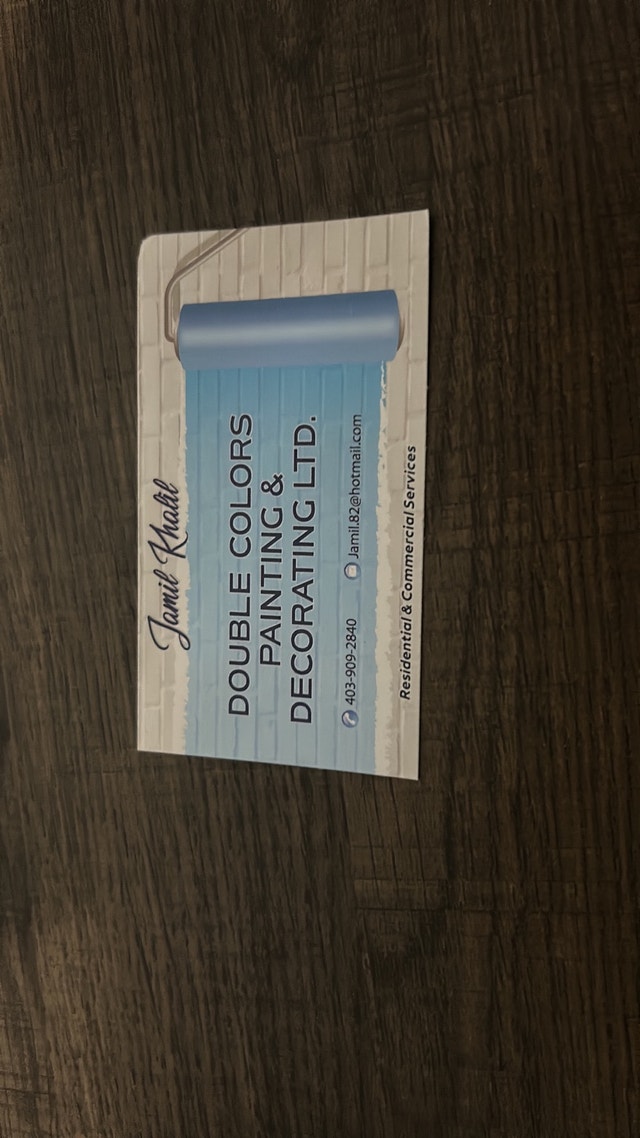 Jamil Khalil
DOUBLE COLORS
PAINTING &
DECORATING LTD.
403-909-2840 Jamil.82@hotmail.com
Residential & Commercial Services